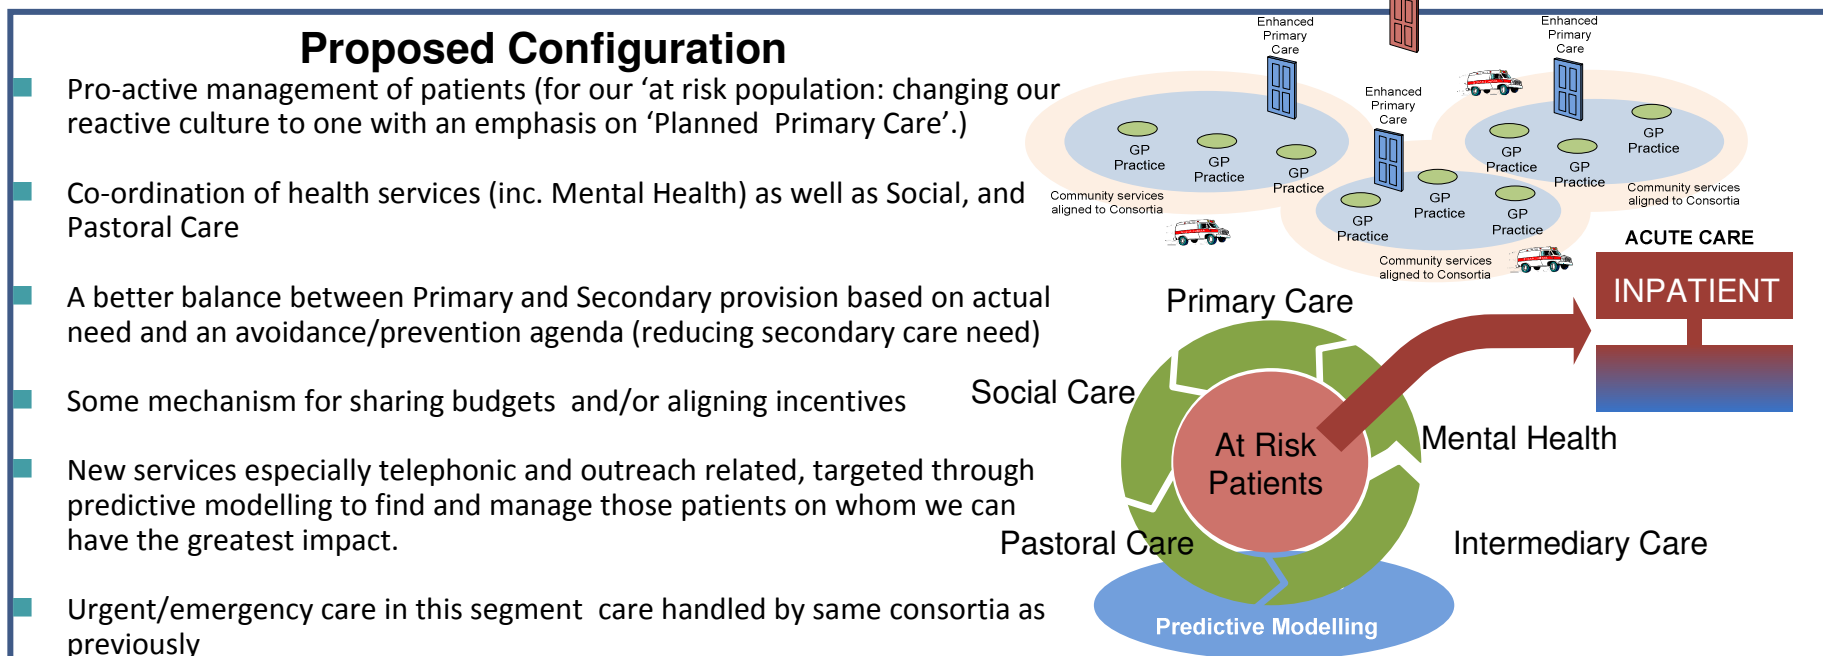 Proposed Configuration
Pro-active management of patients (for our ‘at risk population: changing our
reactive culture to one with an emphasis on ‘Planned  Primary Care’.)
Co-ordination of health services (inc. Mental Health) as well as Social, and
Pastoral Care
A better balance between Primary and Secondary provision based on actual
need and an avoidance/prevention agenda (reducing secondary care need)
Some mechanism for sharing budgets  and/or aligning incentives
New services especially telephonic and outreach related, targeted through
predictive modelling to find and manage those patients on whom we can
have the greatest impact.
Urgent/emergency care in this segment  care handled by same consortia as
previously
Enhanced
Primary
Care
GP
Practice
GP
Practice
GP
Practice
Community services
aligned to Consortia
Enhanced
Primary
Care
GP
Practice
GP
Practice
GP
Practice
Community services
aligned to Consortia
Enhanced
Primary
Care
GP
Practice
GP
Practice
GP
Practice
Community services
aligned to Consortia
ACUTE CARE
INPATIENT
Primary Care
Social Care
Mental Health
At Risk
Patients
Pastoral Care
Intermediary Care
Predictive Modelling